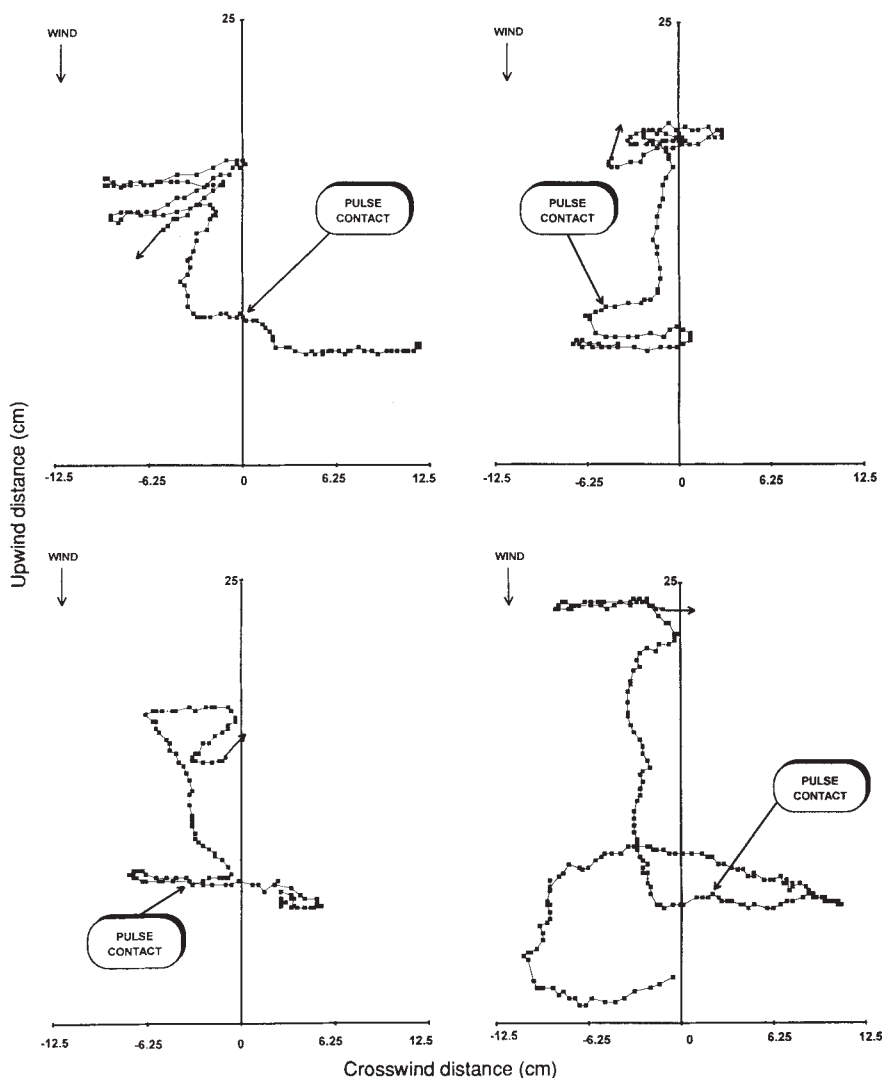 25
WIND
PULSE
CONTACT
-12.5 -6.25 0 6.25 12.5
25
WIND
PULSE
CONTACT
-12.5 -6.25 0 6.25 12.5
Upwind distance (cm)
25
WIND
PULSE
CONTACT
-12.5 -6.25 0 6.25 12.5
25
WIND
PULSE
CONTACT
-12.5 -6.25 0 6.25 12.5
Crosswind distance (cm)